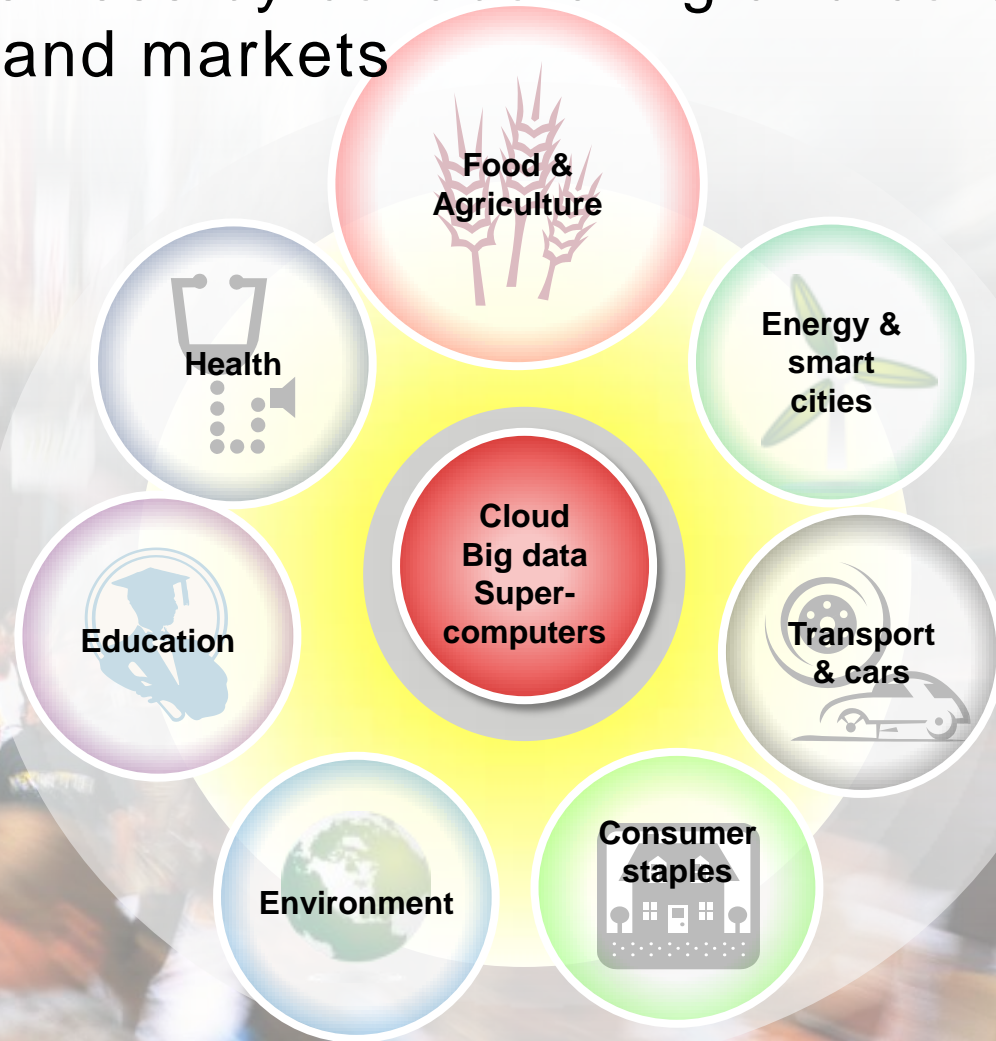 and markets
Food &
Agriculture
Energy &
smart
cities
Health
Cloud
Big data
Super-
computers
Education
Transport
& cars
Consumer
staples
Environment